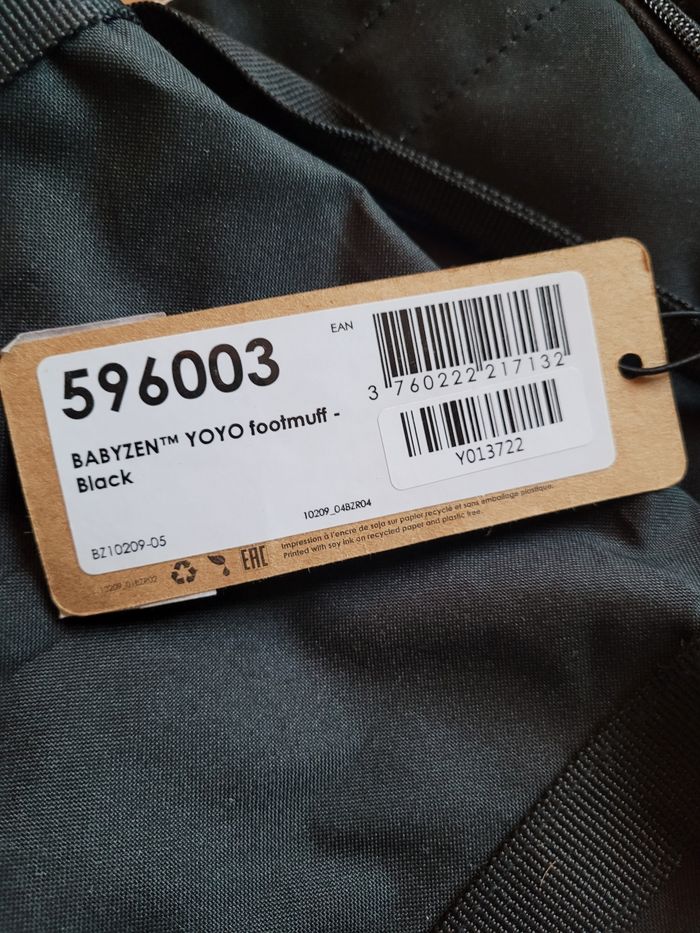 596003
EAN
3 760222 217132
BABYZEN™ YOYO footmuff -
Black
Y013722
BZ10209-05
10209_04BZR04
EAC
Impression à l'encre de soja sur papier recyclé et sans emballage plastique.
Printed with soy ink on recycled paper and plastic free.